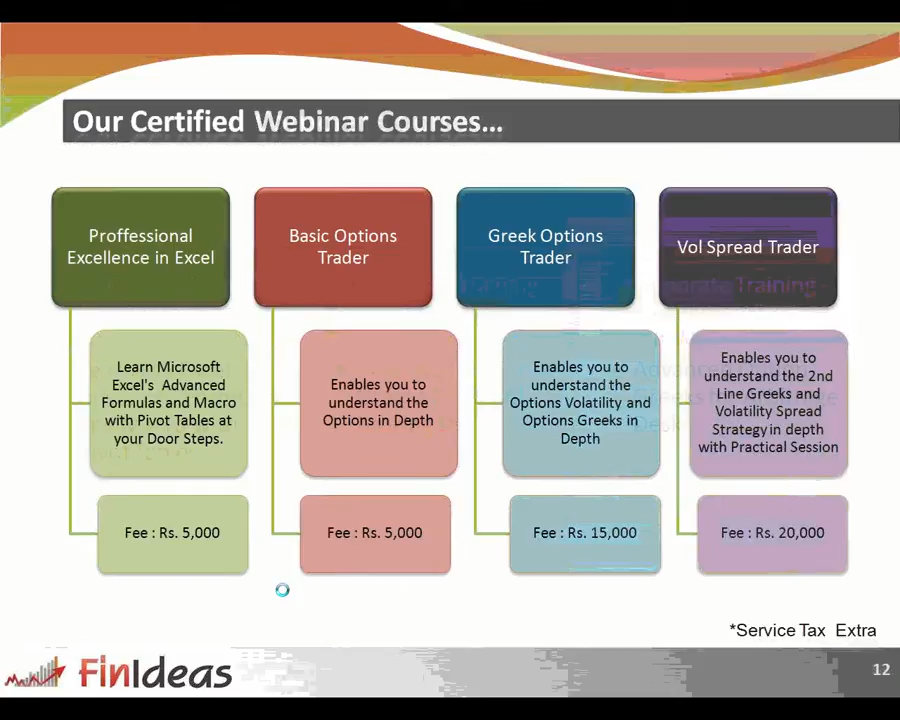 Our Certified Webinar Courses...
Proffessional
Excellence in Excel
Basic Options
Trader
Greek Options
Trader
Vol Spread Trader
Learn Microsoft
Excel's Advanced
Formulas and Macro
with Pivot Tables at
your Door Steps.
Enables you to
understand the
Options in Depth
Enables you to
understand the
Options Volatility and
Options Greeks in
Depth
Enables you to
understand the 2nd
Line Greeks and
Volatility Spread
Strategy in depth
with Practical Session
Fee : Rs. 5,000
Fee : Rs. 5,000
Fee : Rs. 15,000
Fee : Rs. 20,000
*Service Tax Extra
FinIdeas
12